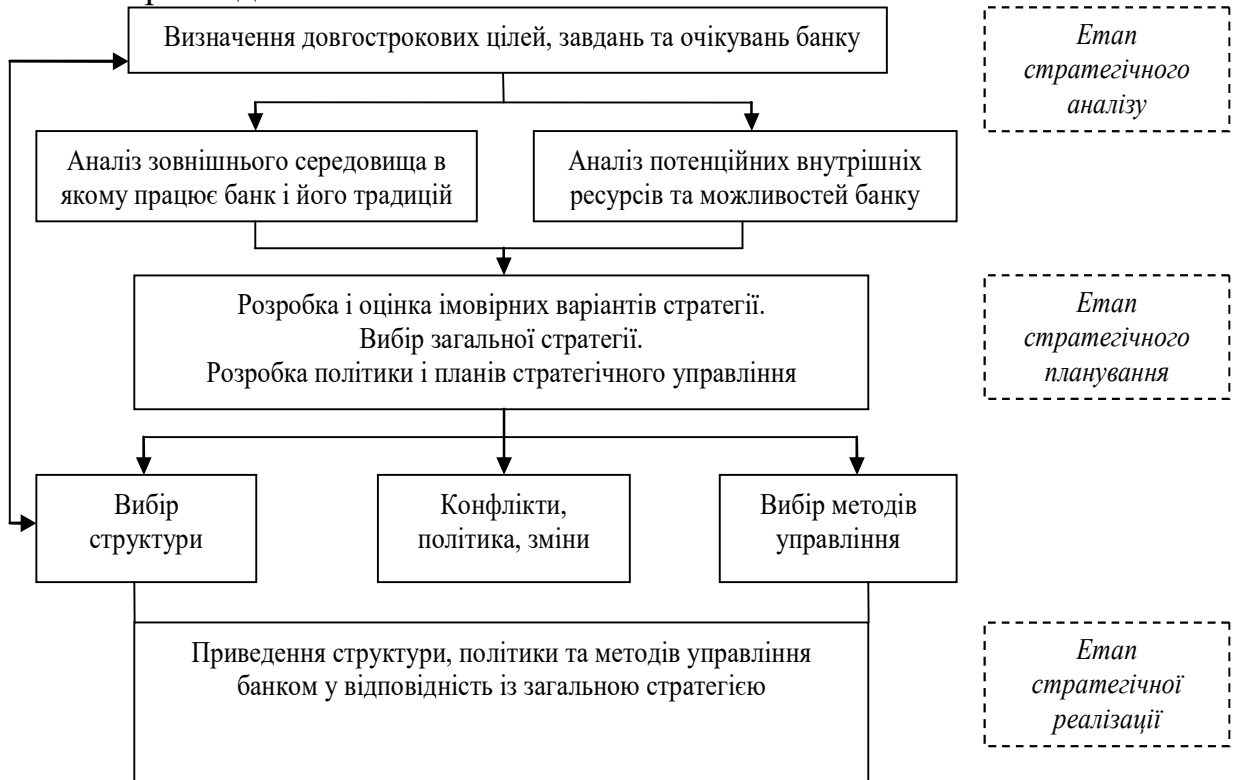 Визначення довгострокових цілей, завдань та очікувань банку
Етап
стратегічного
аналізу
Аналіз зовнішнього середовища в
якому працює банк і його традицій
Аналіз потенційних внутрішніх
ресурсів та можливостей банку
Розробка і оцінка імовірних варіантів стратегії.
Вибір загальної стратегії.
Розробка політики і планів стратегічного управління
Етап
стратегічного
планування
Вибір
структури
Конфлікти,
політика, зміни
Вибір методів
управління
Приведення структури, політики та методів управління
банком у відповідність із загальною стратегією
Етап
стратегічної
реалізації